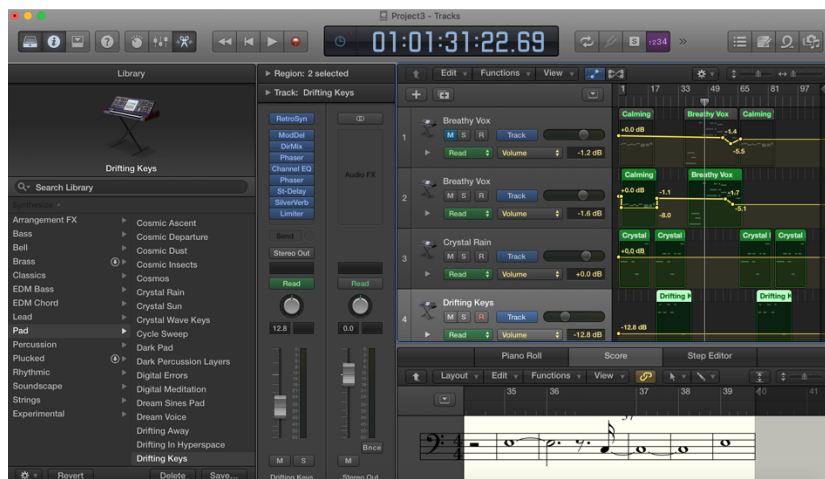 Project3 - Tracks
01:01:31:22.69
S
1234
Library
Drifting Keys
Search Library
Synthesizer
Arrangement FX
Bass
Bell
Brass
Classics
EDM Bass
EDM Chord
Lead
Pad
Percussion
Plucked
Rhythmic
Soundscape
Strings
Experimental
Cosmic Ascent
Cosmic Departure
Cosmic Dust
Cosmic Insects
Cosmos
Crystal Rain
Crystal Sun
Crystal Wave Keys
Cycle Sweep
Dark Pad
Dark Percussion Layers
Digital Errors
Digital Meditation
Dream Sines Pad
Dream Voice
Drifting Away
Drifting In Hyperspace
Drifting Keys
Revert Delete Save...
Region: 2 selected
Track: Drifting Keys
RetroSyn
ModDel
DirMix
Phaser
Channel EQ
Phaser
St-Delay
SilverVerb
Limiter
Audio FX
Send
Stereo Out
Read Read
12.8 0.0
Bnce
M S M
Drifting Keys Stereo Out
Edit Functions View
1 17 33 49 65 81 97
1 Breathy Vox
M S R Track
Read Volume -1.2 dB
Calming Breathy Vox Calming
+0.0 dB -1.4
-5.5
2 Breathy Vox
M S R Track
Read Volume -1.6 dB
Calming Breathy Vox
+0.0 dB -1.1 -1.7
-8.0 -5.1
3 Crystal Rain
M S R Track
Read Volume +0.0 dB
Crystal Crystal Crystal Crystal
+0.0 dB
4 Drifting Keys
M S R Track
Read Volume -12.8 dB
Drifting K Drifting K
-12.8 dB
Piano Roll Score Step Editor
Layout Edit Functions View
35 36 37 38 39 40 41
37